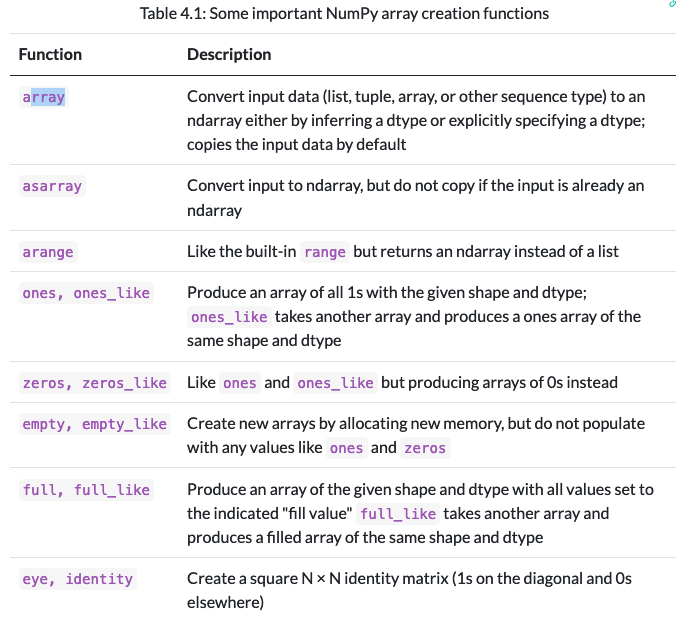 Table 4.1: Some important NumPy array creation functions
Function Description
array Convert input data (list, tuple, array, or other sequence type) to an
ndarray either by inferring a dtype or explicitly specifying a dtype;
copies the input data by default
asarray Convert input to ndarray, but do not copy if the input is already an
ndarray
arange Like the built-in range but returns an ndarray instead of a list
ones, ones_like Produce an array of all 1s with the given shape and dtype;
ones_like takes another array and produces a ones array of the
same shape and dtype
zeros, zeros_like Like ones and ones_like but producing arrays of 0s instead
empty, empty_like Create new arrays by allocating new memory, but do not populate
with any values like ones and zeros
full, full_like Produce an array of the given shape and dtype with all values set to
the indicated "fill value" full_like takes another array and
produces a filled array of the same shape and dtype
eye, identity Create a square N × N identity matrix (1s on the diagonal and 0s
elsewhere)